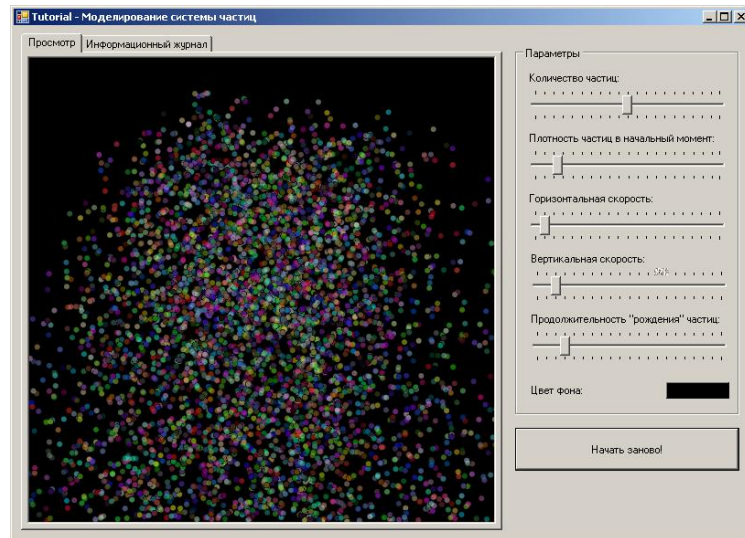 Tutorial - Моделирование системы частиц
Просмотр
Информационный журнал
Параметры
Количество частиц:
Плотность частиц в начальный момент:
Горизонтальная скорость:
Вертикальная скорость:
Продолжительность "рождения" частиц:
Цвет фона:
Начать заново!